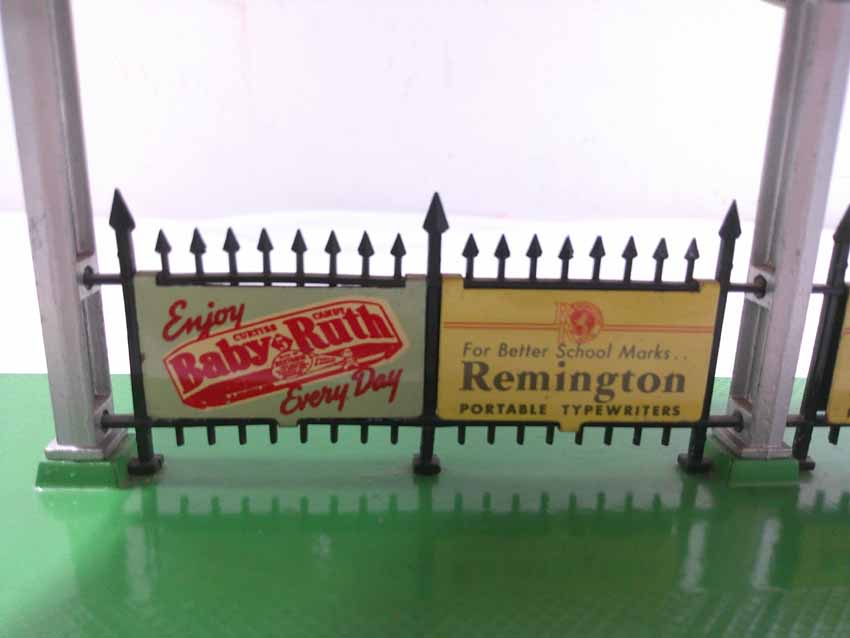 Enjoy
CURTISS CANDY
Baby Ruth
Every Day
For Better School Marks..
Remington
PORTABLE TYPEWRITERS